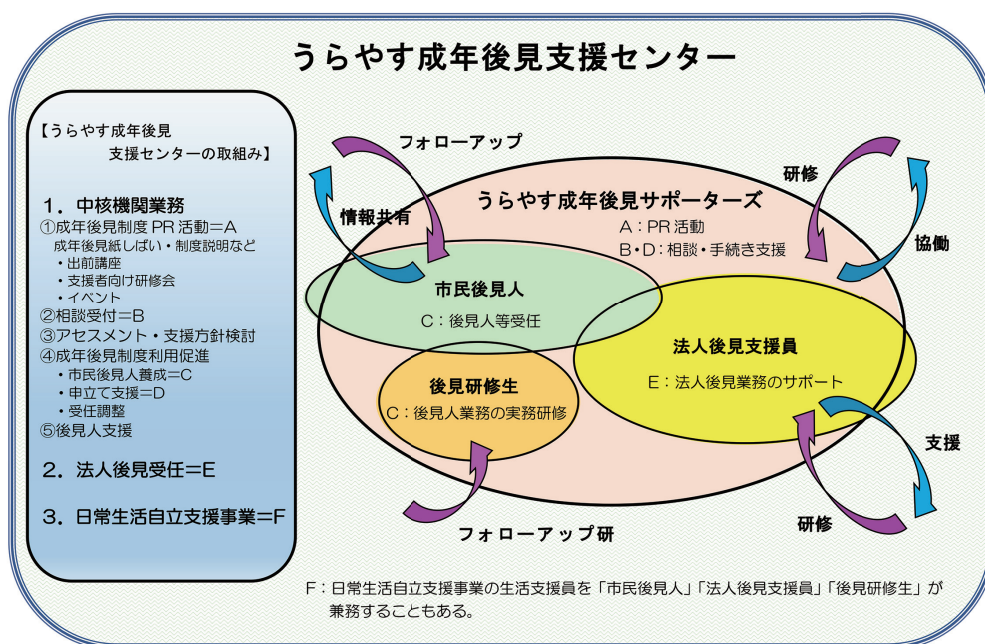 うらやす成年後見支援センター
【うらやす成年後見
支援センターの取組み】
1．中核機関業務
①成年後見制度 PR 活動＝A
成年後見紙しばい・制度説明など
・出前講座
・支援者向け研修会
・イベント
②相談受付＝B
③アセスメント・支援方針検討
④成年後見制度利用促進
・市民後見人養成＝C
・申立て支援＝D
・受任調整
⑤後見人支援
2．法人後見受任＝E
3．日常生活自立支援事業＝F
フォローアップ
情報共有
研修
協働
うらやす成年後見サポーターズ
A：PR 活動
B・D：相談・手続き支援
市民後見人
C：後見人等受任
法人後見支援員
E：法人後見業務のサポート
後見研修生
C：後見人業務の実務研修
支援
研修
フォローアップ研
F：日常生活自立支援事業の生活支援員を「市民後見人」「法人後見支援員」「後見研修生」が
兼務することもある。